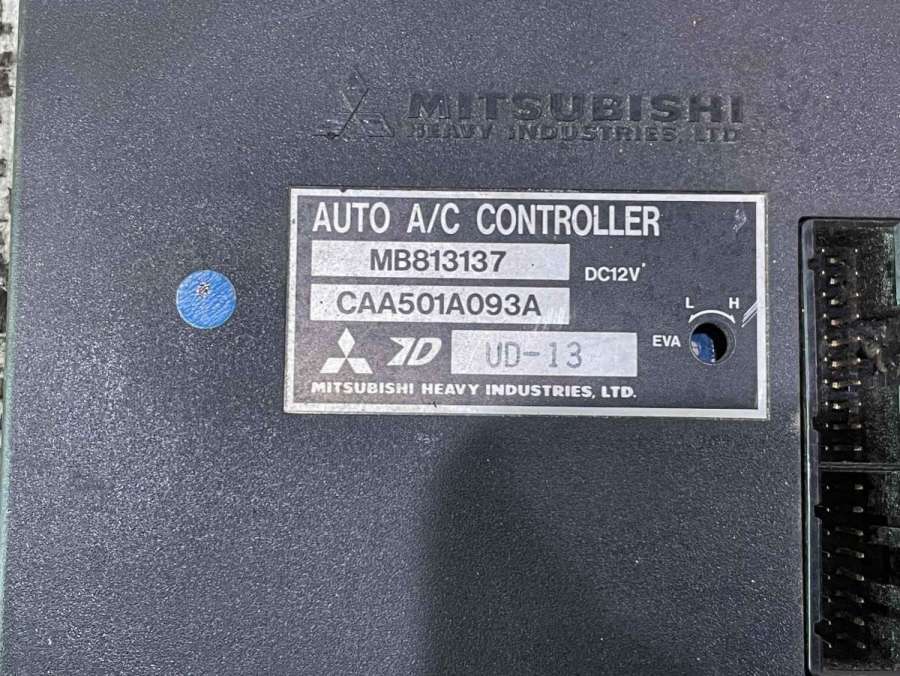 MITSUBISHI
HEAVY INDUSTRIES, LTD.
AUTO A/C CONTROLLER
MB813137
DC12V
CAA501A093A
L H
EVA
UD-13
MITSUBISHI HEAVY INDUSTRIES, LTD.